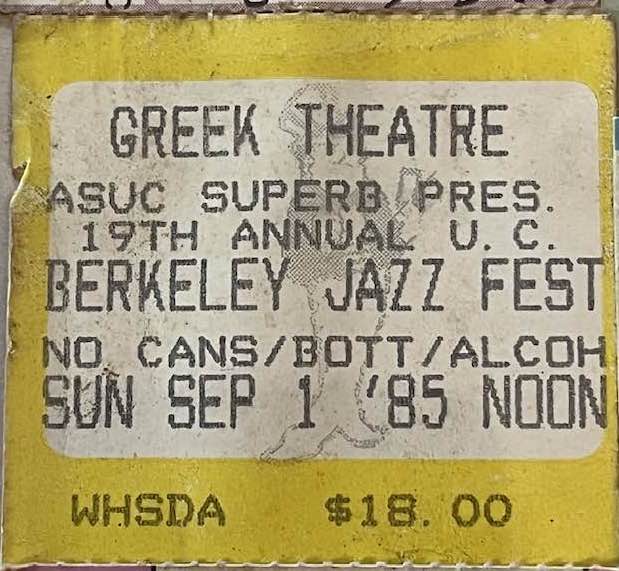 GREEK THEATRE
ASUC SUPERB PRES.
19TH ANNUAL U. C.
BERKELEY JAZZ FEST
NO CANS/BOTT/ALCOH
SUN SEP 1 '85 NOON
WHSDA $18.00